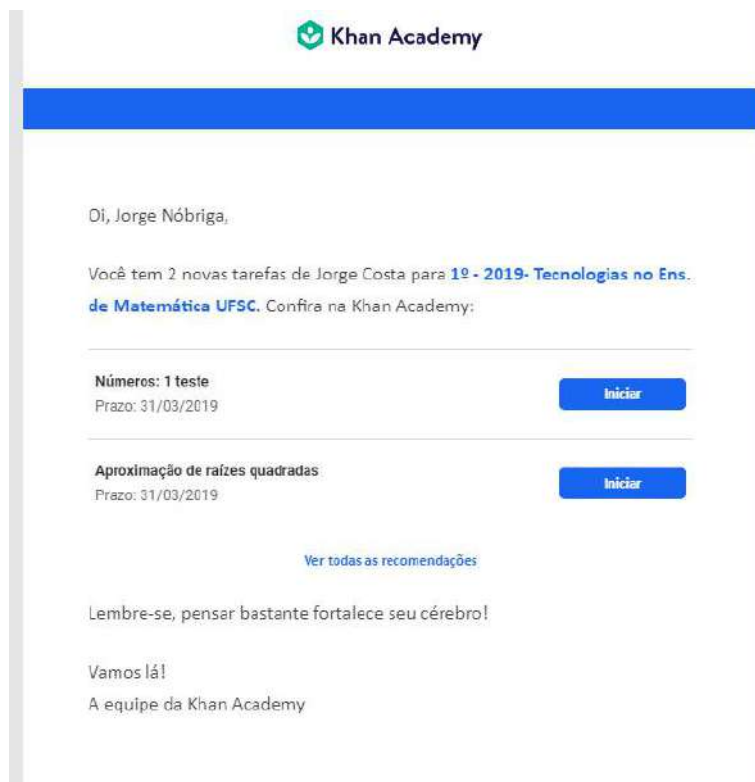 Khan Academy
Oi, Jorge Nóbriga,
Você tem 2 novas tarefas de Jorge Costa para 1º - 2019- Tecnologias no Ens.
de Matemática UFSC. Confira na Khan Academy:
Números: 1 teste
Prazo: 31/03/2019
Iniciar
Aproximação de raízes quadradas
Prazo: 31/03/2019
Iniciar
Ver todas as recomendações
Lembre-se, pensar bastante fortalece seu cérebro!
Vamos lá!
A equipe da Khan Academy